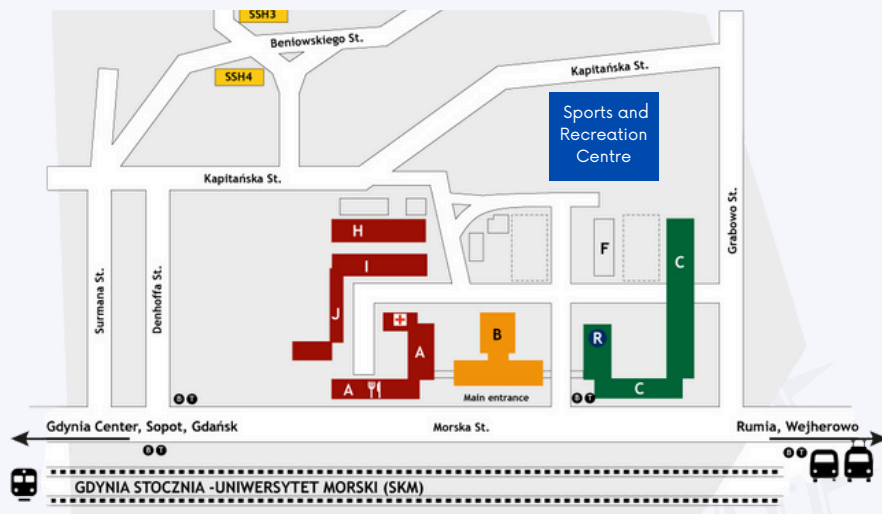 SSH3
Beniowskiego St.
SSH4
Kapitańska St.
Sports and
Recreation
Centre
Kapitańska St.
Grabowo St.
H
F
C
I
Surmana St.
Denhoffa St.
J
B
R
A
A
C
Main entrance
B T
B T
Gdynia Center, Sopot, Gdańsk
Morska St.
Rumia, Wejherowo
B T
B T
GDYNIA STOCZNIA -UNIWERSYTET MORSKI (SKM)